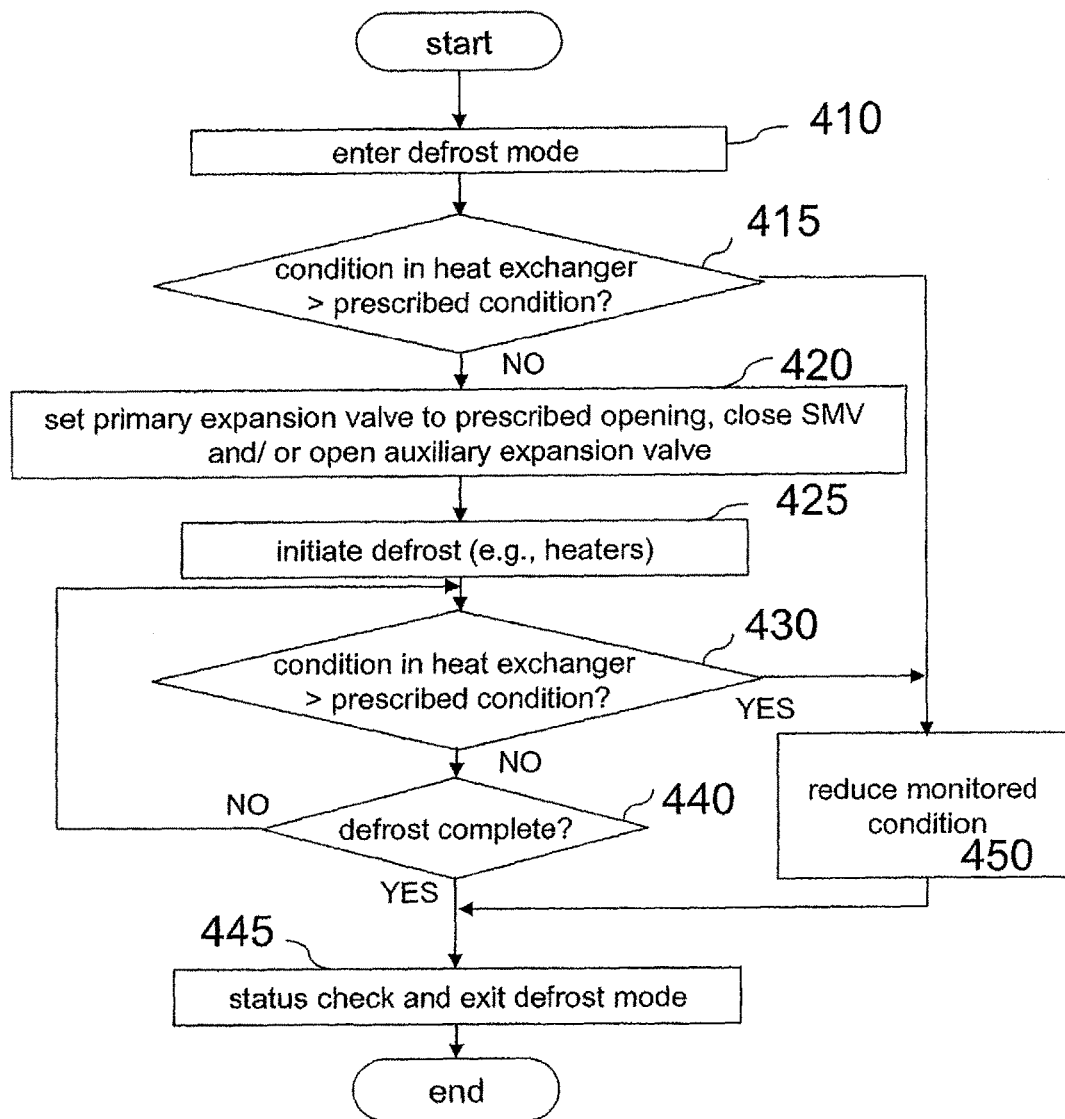 start
410
enter defrost mode
415
condition in heat exchanger
> prescribed condition?
NO
420
set primary expansion valve to prescribed opening, close SMV
and/ or open auxiliary expansion valve
425
initiate defrost (e.g., heaters)
430
condition in heat exchanger
> prescribed condition?
YES
NO
NO
440
defrost complete?
reduce monitored
condition
450
YES
445
status check and exit defrost mode
end